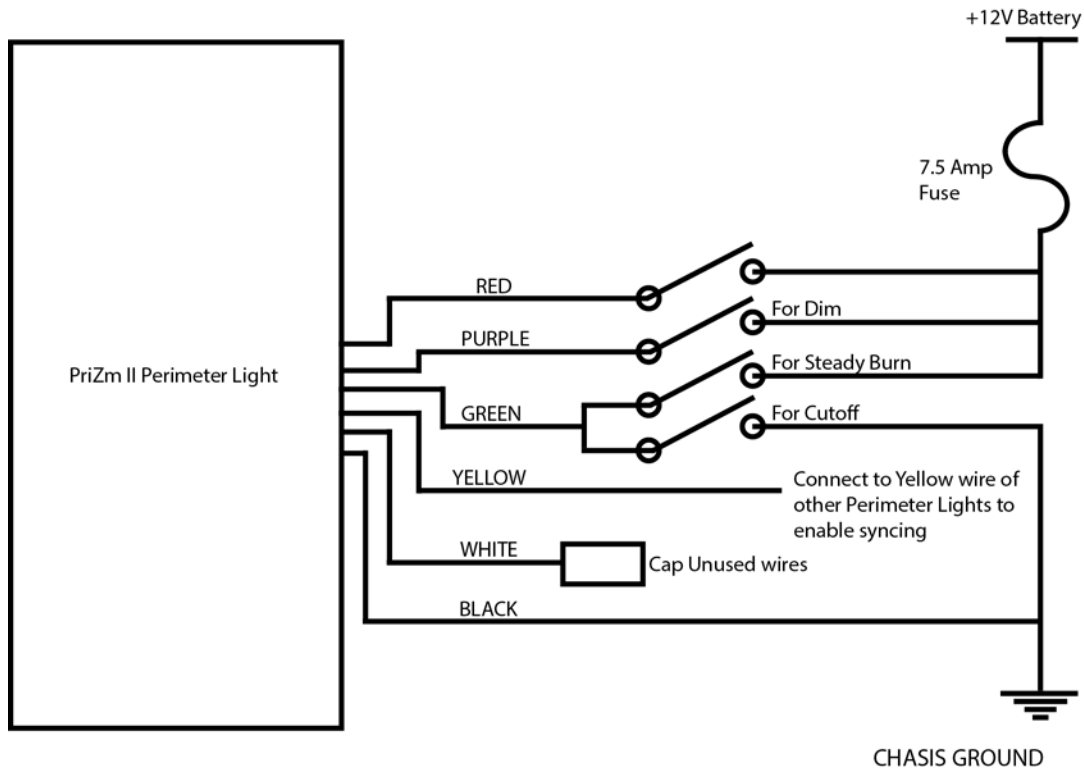 +12V Battery
7.5 Amp
Fuse
RED
For Dim
PURPLE
For Steady Burn
PriZm II Perimeter Light
For Cutoff
GREEN
YELLOW
Connect to Yellow wire of
other Perimeter Lights to
enable syncing
WHITE
Cap Unused wires
BLACK
CHASIS GROUND